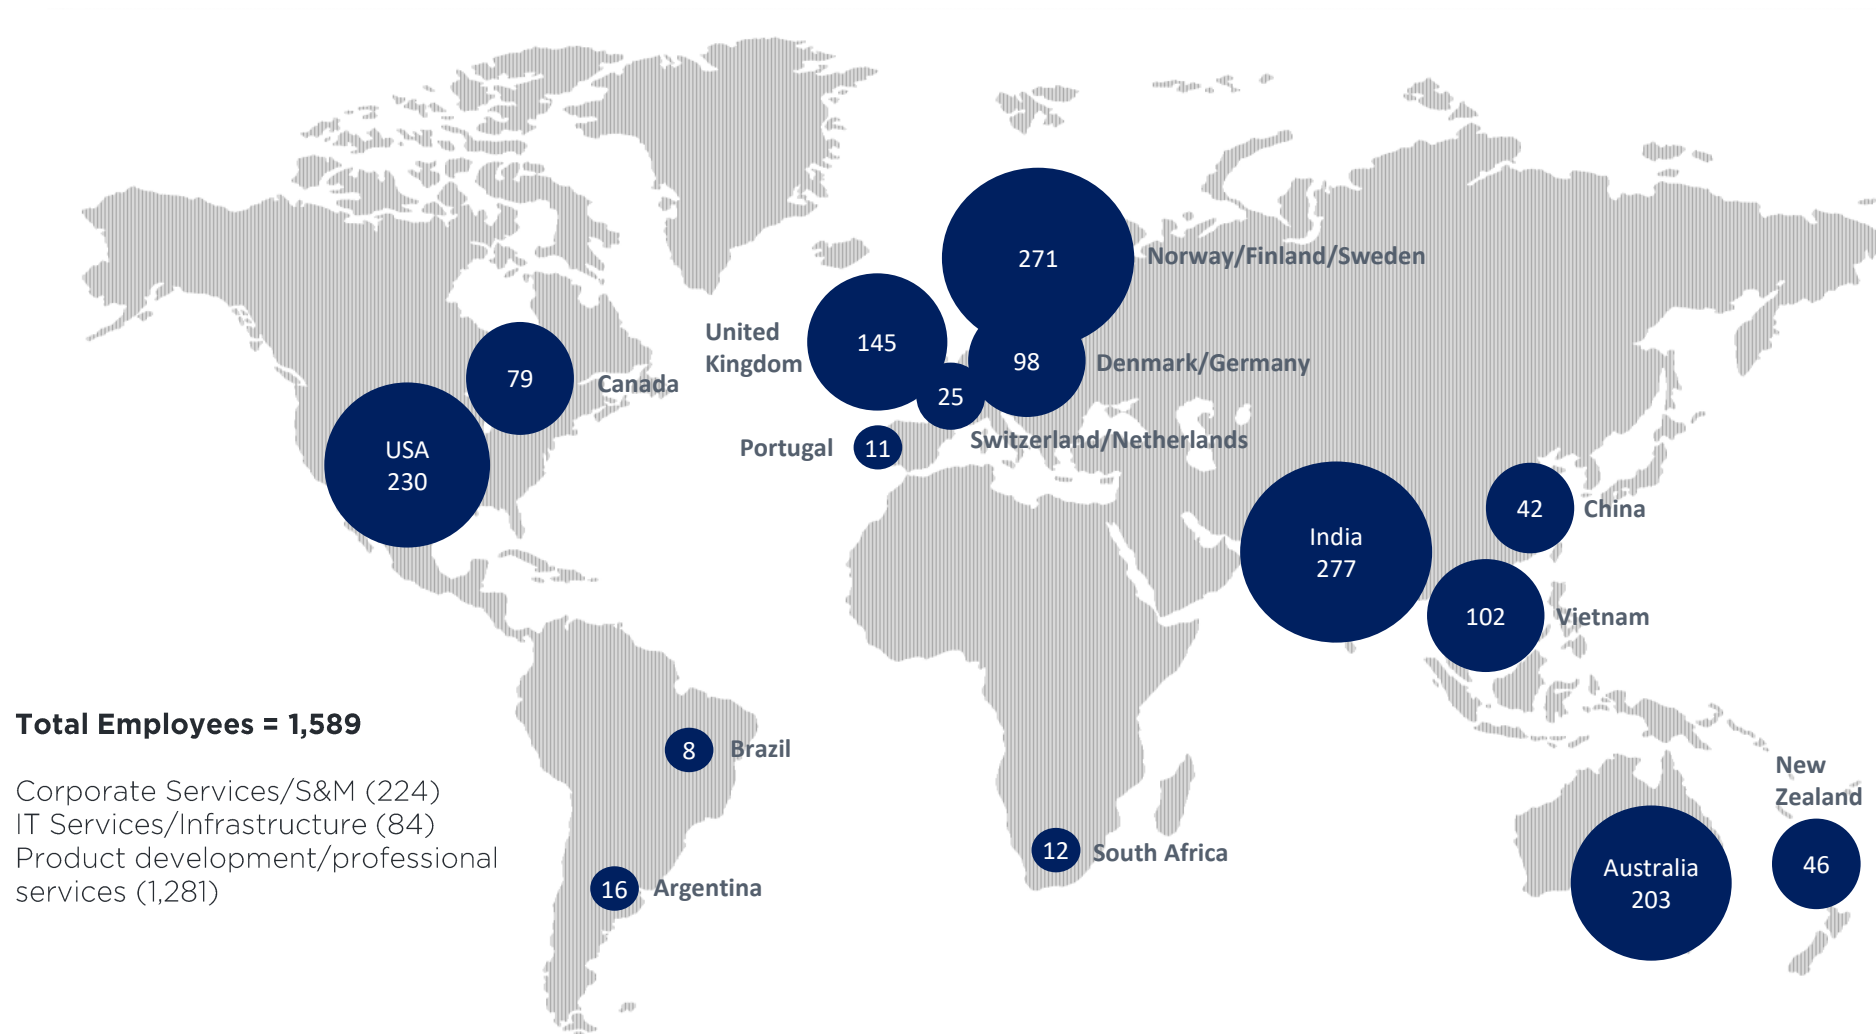 271
Norway/Finland/Sweden
United
Kingdom
145
98
Denmark/Germany
79
Canada
25
Switzerland/Netherlands
Portugal
11
USA
230
India
277
42
China
102
Vietnam
Total Employees = 1,589
Corporate Services/S&M (224)
IT Services/Infrastructure (84)
Product development/professional
services (1,281)
8
Brazil
16
Argentina
12
South Africa
Australia
203
New
Zealand
46